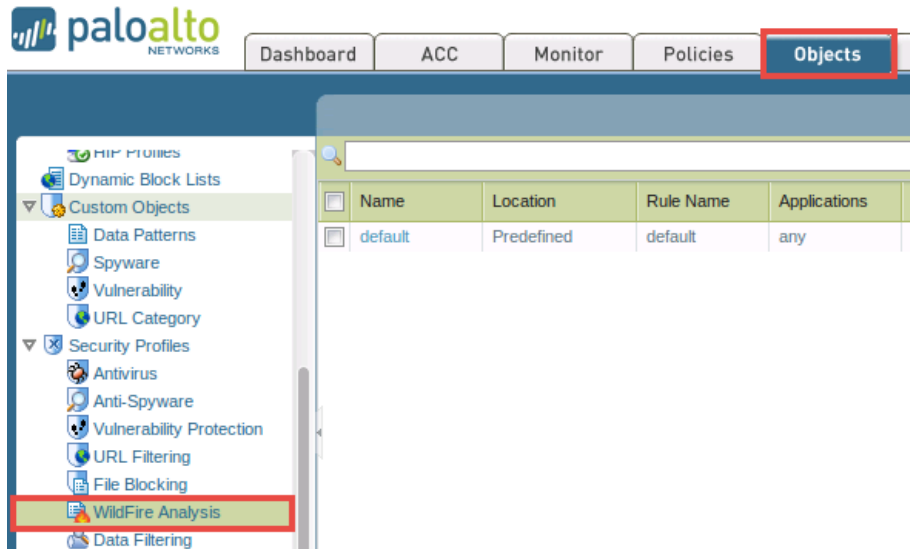 paloalto
NETWORKS
Dashboard ACC Monitor Policies Objects
HIP Profiles
Dynamic Block Lists
Custom Objects
Data Patterns
Spyware
Vulnerability
URL Category
Security Profiles
Antivirus
Anti-Spyware
Vulnerability Protection
URL Filtering
File Blocking
WildFire Analysis
Data Filtering
Name Location Rule Name Applications
default Predefined default any